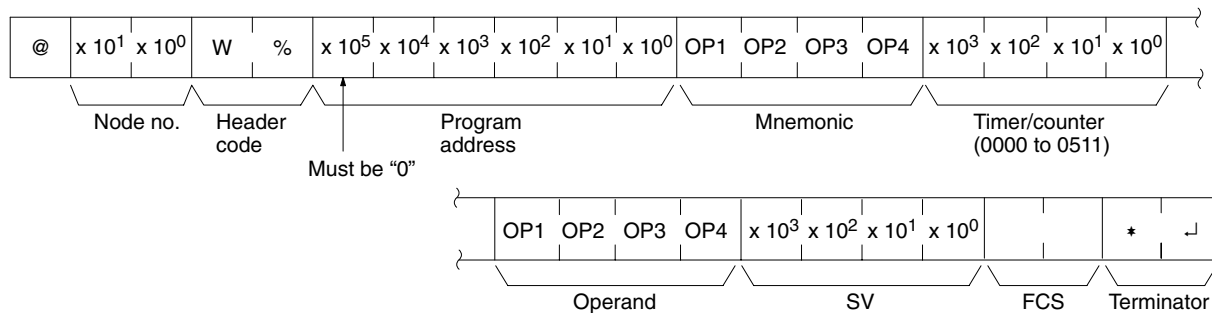 @ x 10¹ x 10⁰ W % x 10⁵ x 10⁴ x 10³ x 10² x 10¹ x 10⁰ OP1 OP2 OP3 OP4 x 10³ x 10² x 10¹ x 10⁰
Node no. Header code Program address Mnemonic Timer/counter (0000 to 0511)
Must be “0”
OP1 OP2 OP3 OP4 x 10³ x 10² x 10¹ x 10⁰ * ↵
Operand SV FCS Terminator